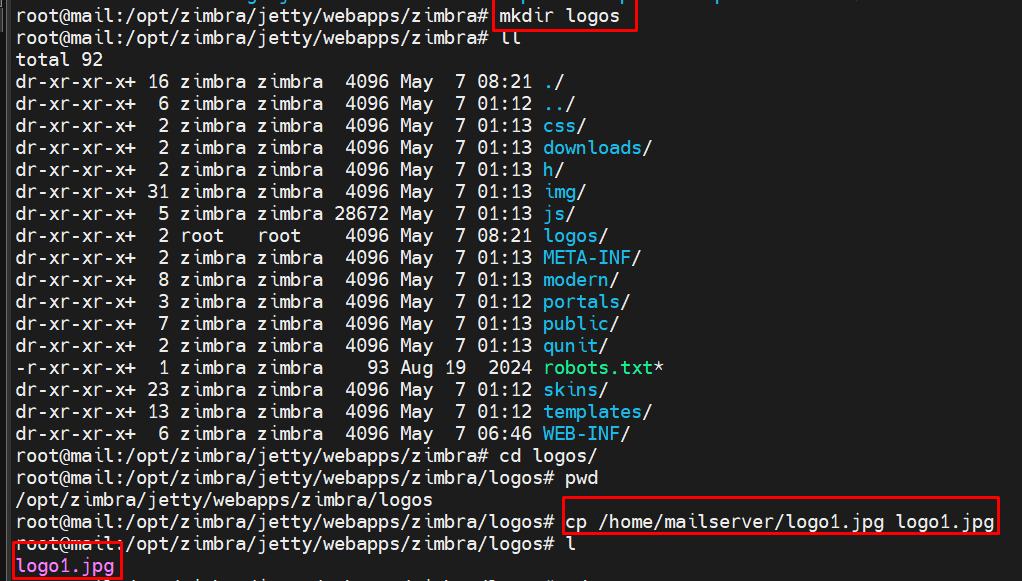 root@mail:/opt/zimbra/jetty/webapps/zimbra# mkdir logos
root@mail:/opt/zimbra/jetty/webapps/zimbra# ll
total 92
dr-xr-xr-x+ 16 zimbra zimbra  4096 May  7 08:21 ./
dr-xr-xr-x+  6 zimbra zimbra  4096 May  7 01:12 ../
dr-xr-xr-x+  2 zimbra zimbra  4096 May  7 01:13 css/
dr-xr-xr-x+  2 zimbra zimbra  4096 May  7 01:13 downloads/
dr-xr-xr-x+  2 zimbra zimbra  4096 May  7 01:13 h/
dr-xr-xr-x+ 31 zimbra zimbra  4096 May  7 01:13 img/
dr-xr-xr-x+  5 zimbra zimbra 28672 May  7 01:13 js/
dr-xr-xr-x+  2 root   root    4096 May  7 08:21 logos/
dr-xr-xr-x+  2 zimbra zimbra  4096 May  7 01:13 META-INF/
dr-xr-xr-x+  8 zimbra zimbra  4096 May  7 01:13 modern/
dr-xr-xr-x+  3 zimbra zimbra  4096 May  7 01:12 portals/
dr-xr-xr-x+  7 zimbra zimbra  4096 May  7 01:13 public/
dr-xr-xr-x+  2 zimbra zimbra  4096 May  7 01:13 qunit/
-r-xr-xr-x+  1 zimbra zimbra    93 Aug 19  2024 robots.txt*
dr-xr-xr-x+ 23 zimbra zimbra  4096 May  7 01:12 skins/
dr-xr-xr-x+ 13 zimbra zimbra  4096 May  7 01:12 templates/
dr-xr-xr-x+  6 zimbra zimbra  4096 May  7 06:46 WEB-INF/
root@mail:/opt/zimbra/jetty/webapps/zimbra# cd logos/
root@mail:/opt/zimbra/jetty/webapps/zimbra/logos# pwd
/opt/zimbra/jetty/webapps/zimbra/logos
root@mail:/opt/zimbra/jetty/webapps/zimbra/logos# cp /home/mailserver/logo1.jpg logo1.jpg
root@mail:/opt/zimbra/jetty/webapps/zimbra/logos# l
logo1.jpg